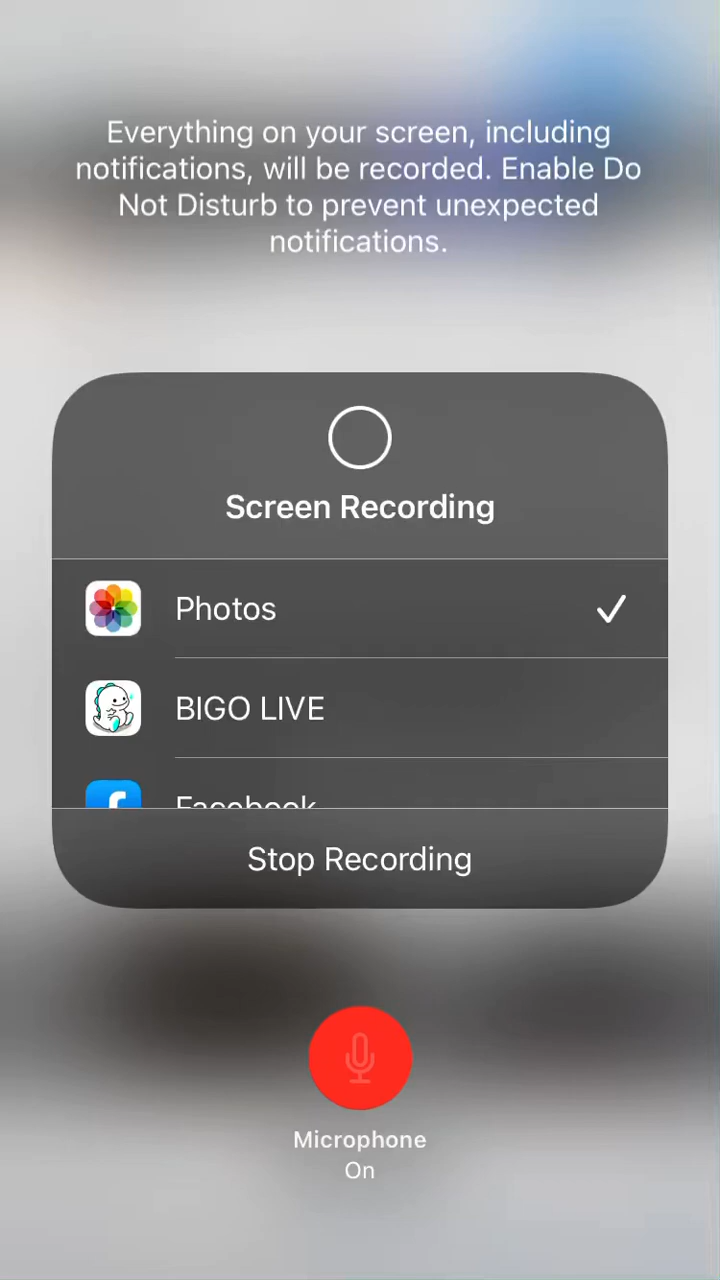 Everything on your screen, including
notifications, will be recorded. Enable Do
Not Disturb to prevent unexpected
notifications.
Screen Recording
Photos
BIGO LIVE
Facebook
Stop Recording
Microphone
On